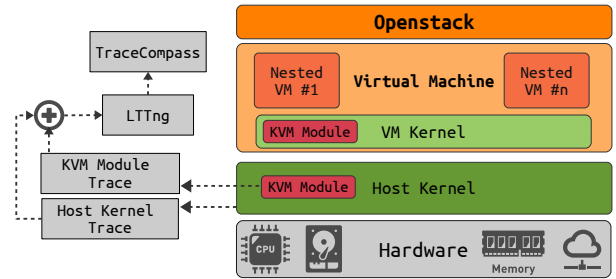 Openstack
TraceCompass
Nested
VM #1
Virtual Machine
Nested
VM #n
LTTng
KVM Module
VM Kernel
KVM Module
Trace
KVM Module
Host Kernel
Host Kernel
Trace
CPU
Hardware
Memory